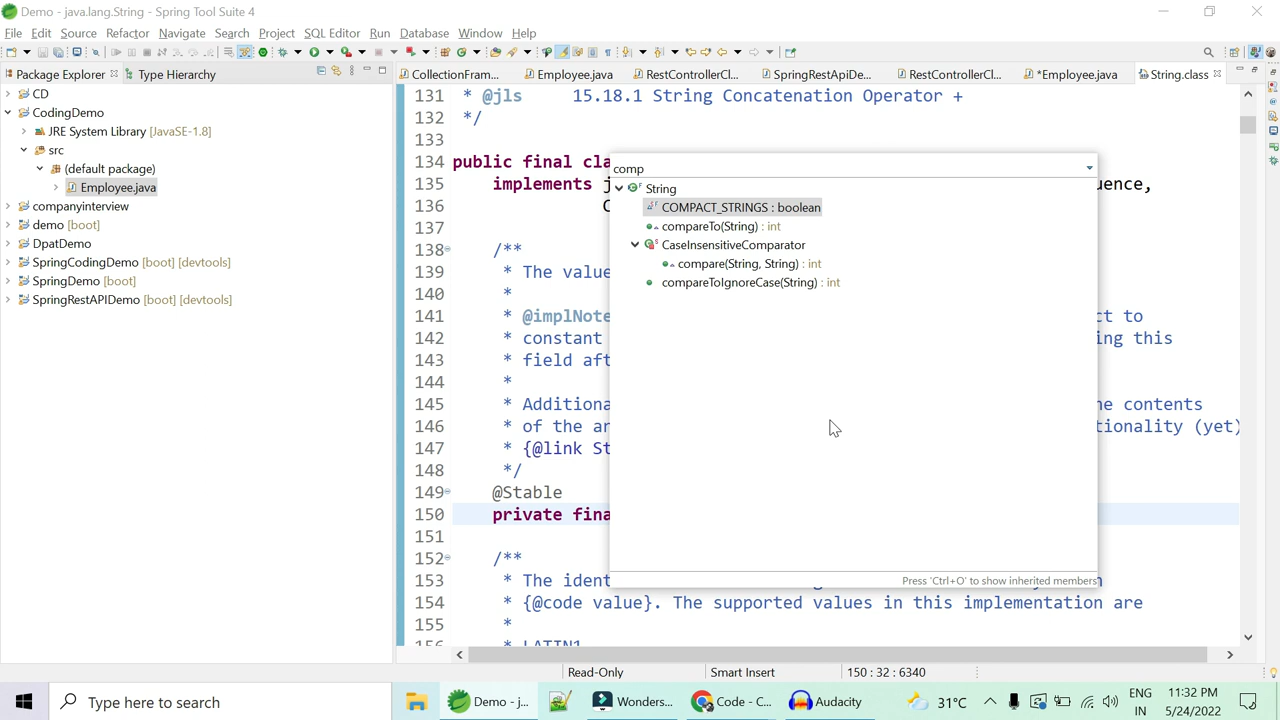 Demo - java.lang.String - Spring Tool Suite 4
File Edit Source Refactor Navigate Search Project SQL Editor Run Database Window Help
Package Explorer Type Hierarchy
CollectionFram... Employee.java RestControllerCl... SpringRestApiDe... RestControllerCl... *Employee.java String.class
CD
CodingDemo
JRE System Library [JavaSE-1.8]
src
(default package)
Employee.java
companyinterview
demo [boot]
DpatDemo
SpringCodingDemo [boot] [devtools]
SpringDemo [boot]
SpringRestAPIDemo [boot] [devtools]
131 * @jls 15.18.1 String Concatenation Operator +
132 */
133
134 public final cla
135 implements j uence,
136 C
137
138 /**
139 * The value
140 *
141 * @implNote ct to
142 * constant ing this
143 * field aft
144 *
145 * Additiona ne contents
146 * of the ar tionality (yet)
147 * {@link St
148 */
149 @Stable
150 private fina
151
152 /**
153 * The ident
154 * {@code value}. The supported values in this implementation are
155 *
156 * LATIN1
comp
String
COMPACT_STRINGS : boolean
compareTo(String) : int
CaseInsensitiveComparator
compare(String, String) : int
compareToIgnoreCase(String) : int
Press 'Ctrl+O' to show inherited members
Read-Only Smart Insert 150 : 32 : 6340
Type here to search
Demo - j... Wonders... Code - C... Audacity
31°C
ENG
IN
11:32 PM
5/24/2022